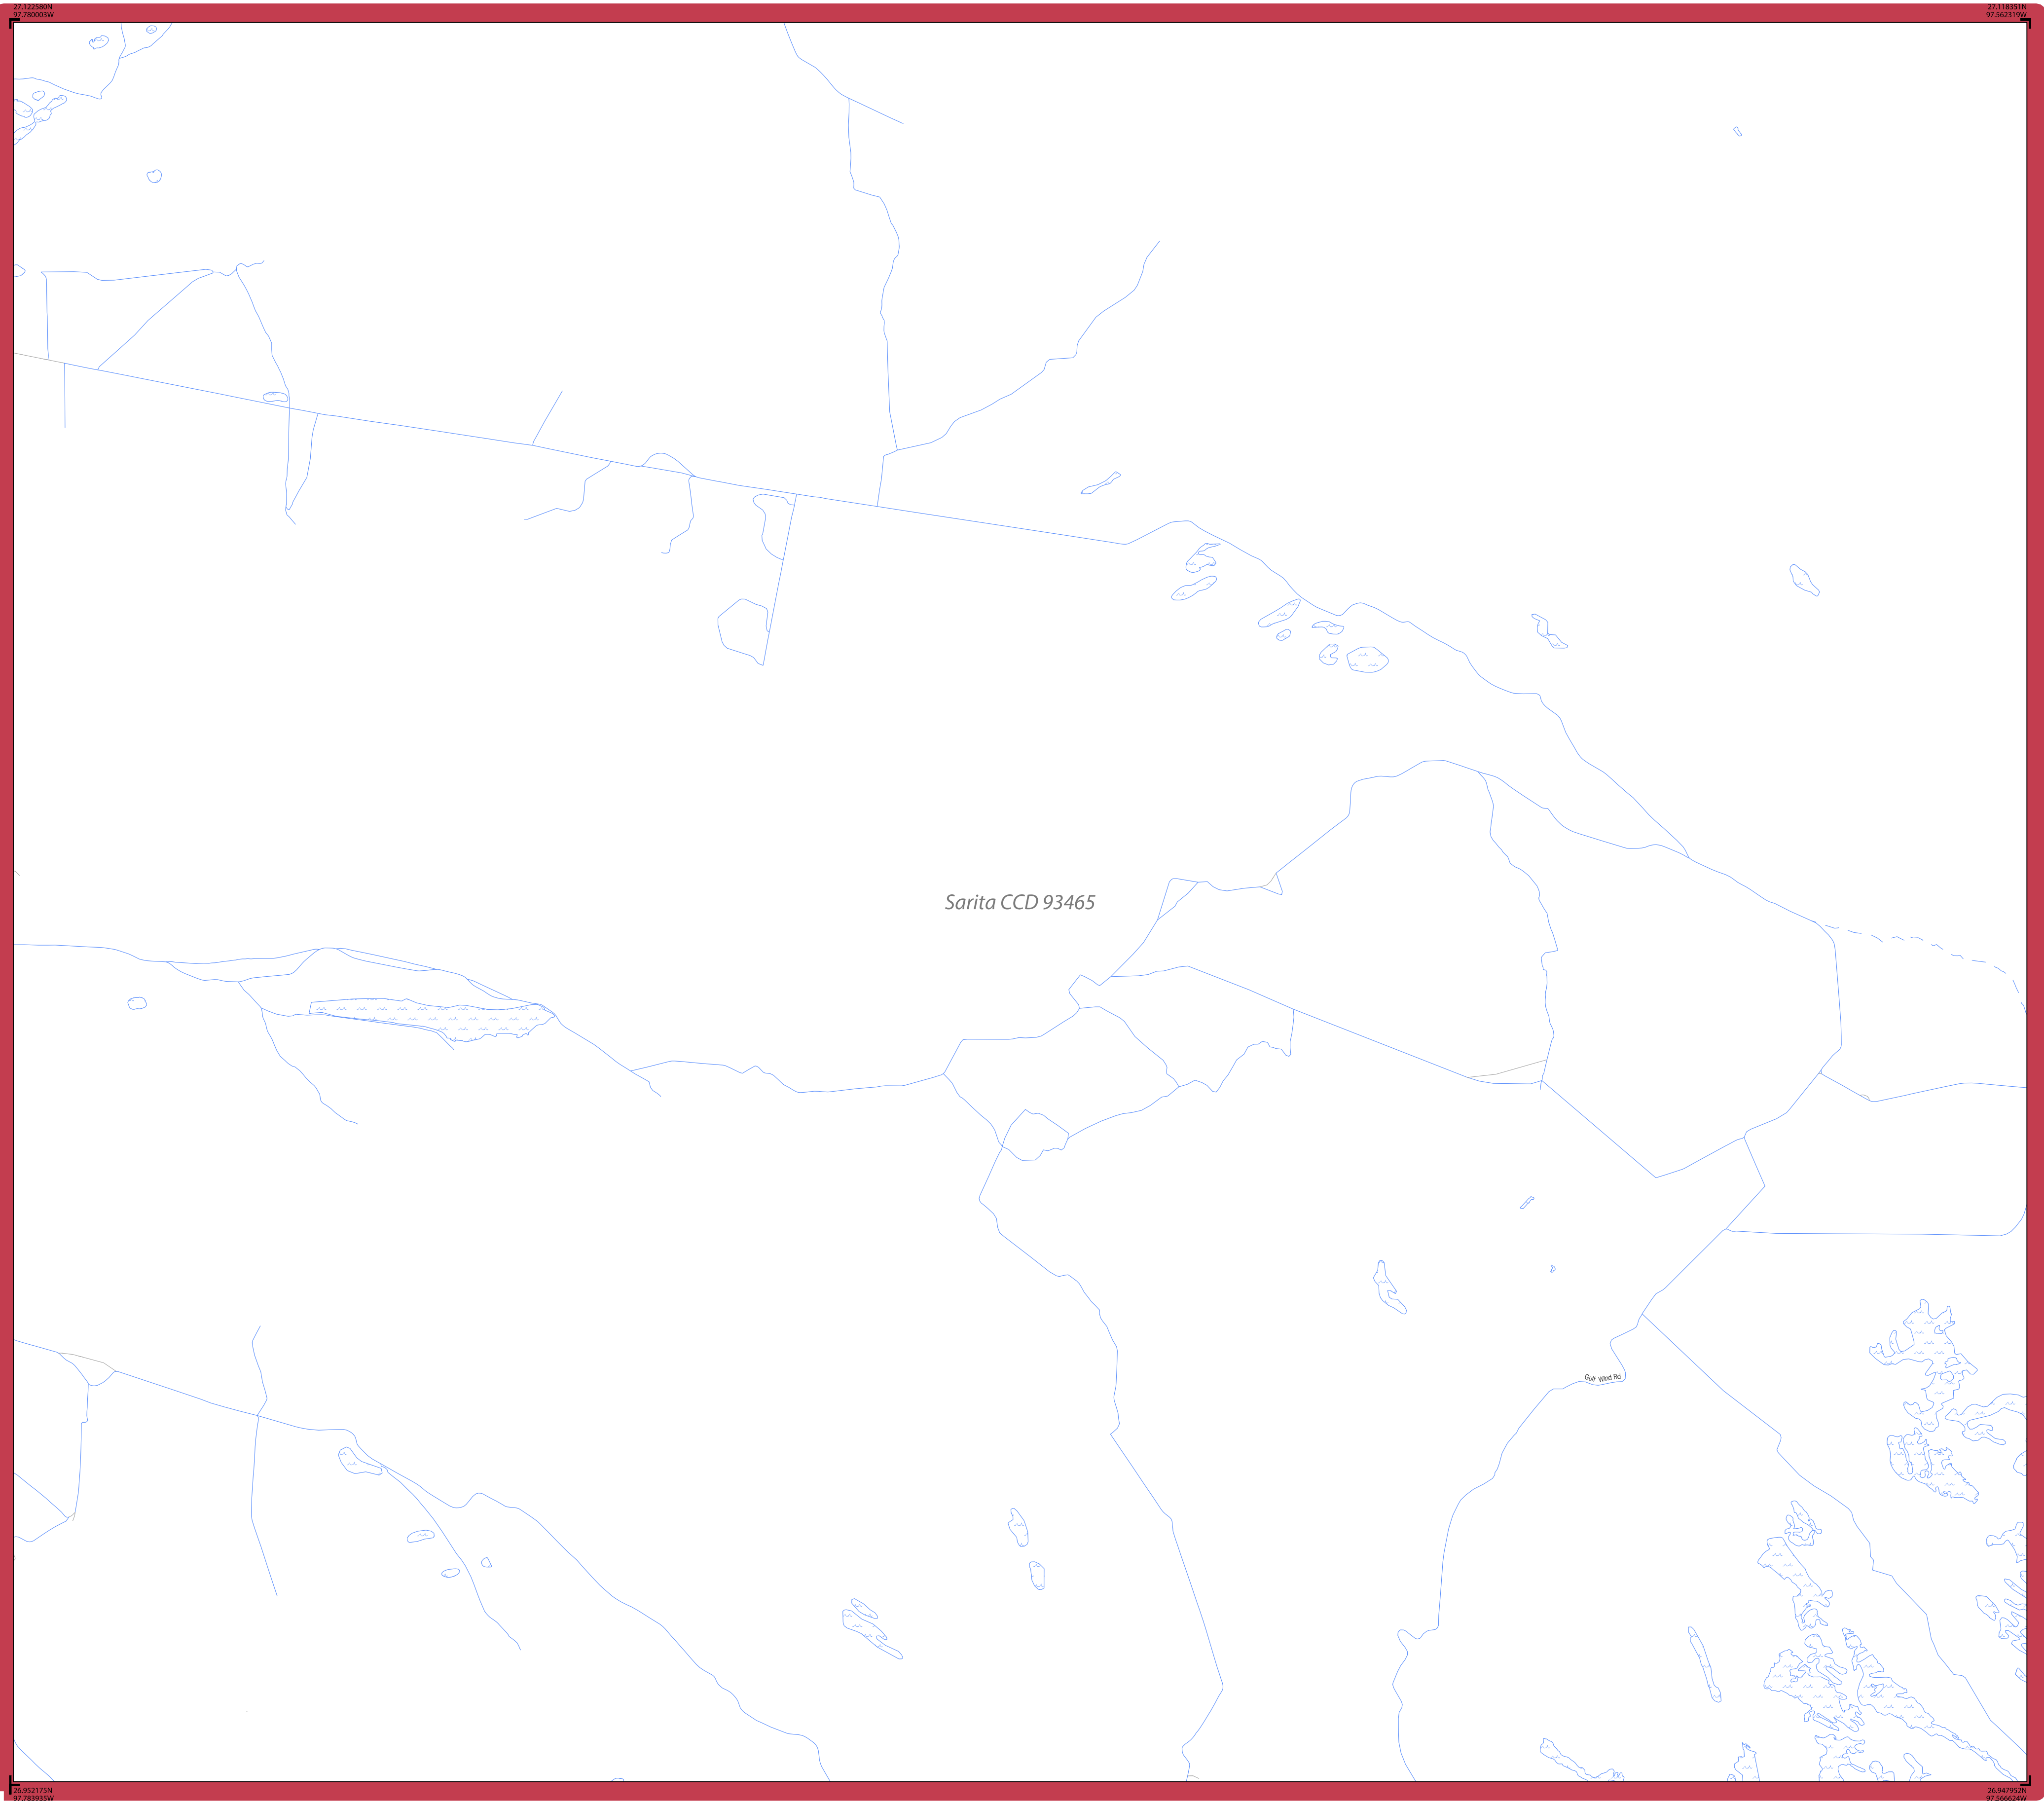 27.122580N
97.780003W
27.118351N
97.562319W
Sarita CCD 93465
Gulf Wind Rd
26.952175N
97.783935W
26.947952N
97.566624W